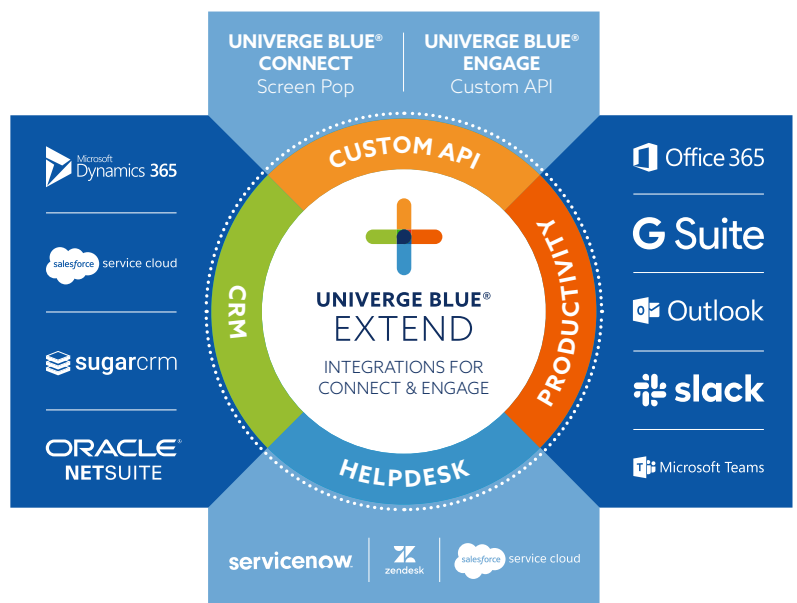 UNIVERGE BLUE®
CONNECT
Screen Pop
UNIVERGE BLUE®
ENGAGE
Custom API
CUSTOM API
Microsoft
Dynamics 365
salesforce service cloud
sugarcrm
ORACLE®
NETSUITE
CRM
UNIVERGE BLUE®
EXTEND
INTEGRATIONS FOR
CONNECT & ENGAGE
PRODUCTIVITY
Office 365
G Suite
Outlook
slack
Microsoft Teams
HELPDESK
servicenow
zendesk
salesforce service cloud